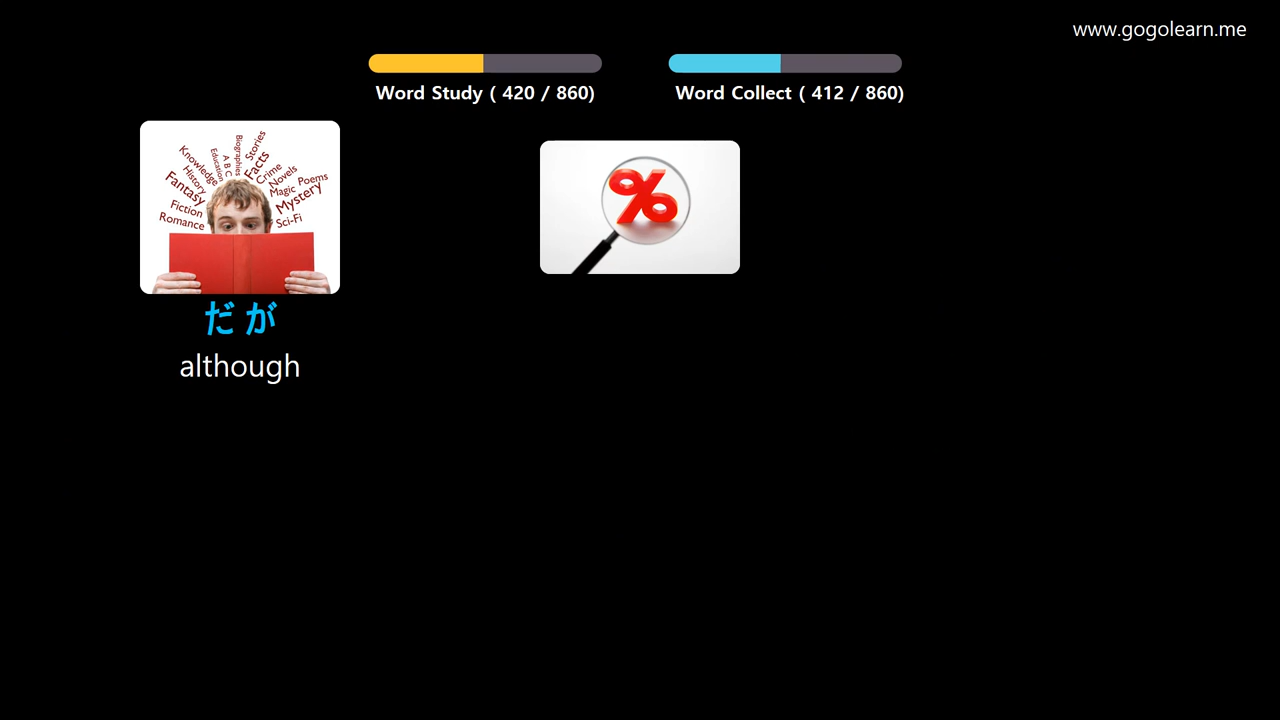 www.gogolearn.me
Word Study ( 420 / 860)
Word Collect ( 412 / 860)
Knowledge
History
Fantasy
Fiction
Romance
Education
A B C
Biographies
Stories
Facts
Crime
Novels
Magic
Poems
Mystery
Sci-Fi
%
だが
although